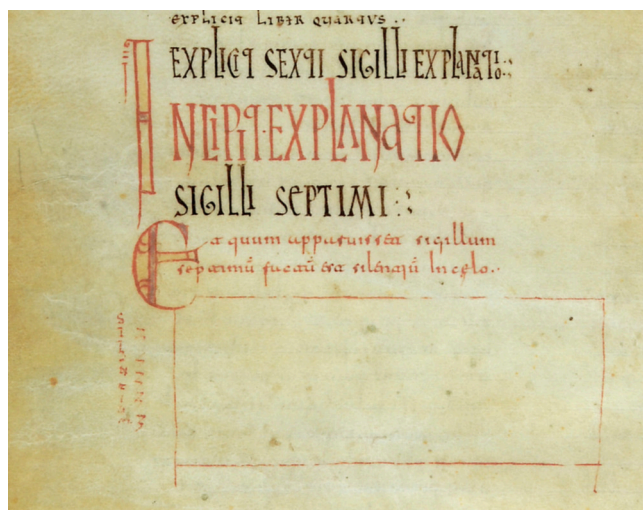 EXPLICIT LIBER QUARTUS
EXPLICIT SEXTI SIGILLI EXPLANATIO
INCIPIT EXPLANATIO
SIGILLI SEPTIMI
Et quum apparuisset sigillum
septimū factū est silentiū In celo